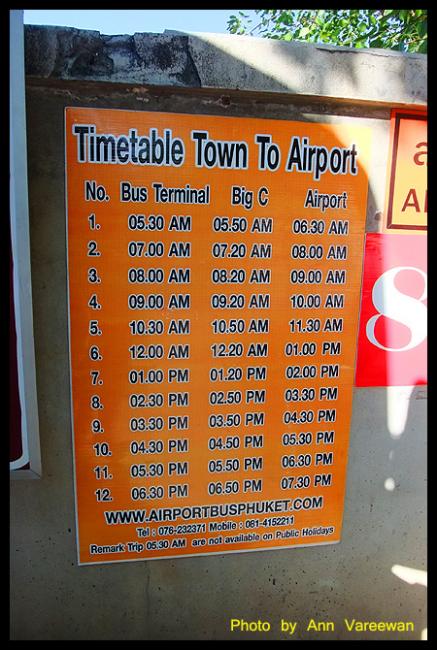 Timetable Town To Airport
No. Bus Terminal Big C Airport
1. 05.30 AM 05.50 AM 06.30 AM
2. 07.00 AM 07.20 AM 08.00 AM
3. 08.00 AM 08.20 AM 09.00 AM
4. 09.00 AM 09.20 AM 10.00 AM
5. 10.30 AM 10.50 AM 11.30 AM
6. 12.00 AM 12.20 AM 01.00 PM
7. 01.00 PM 01.20 PM 02.00 PM
8. 02.30 PM 02.50 PM 03.30 PM
9. 03.30 PM 03.50 PM 04.30 PM
10. 04.30 PM 04.50 PM 05.30 PM
11. 05.30 PM 05.50 PM 06.30 PM
12. 06.30 PM 06.50 PM 07.30 PM
WWW.AIRPORTBUSPHUKET.COM
Tel : 076-232371 Mobile : 081-4152211
Remark Trip 05.30 AM are not available on Public Holidays
8
Photo by Ann Vareewan